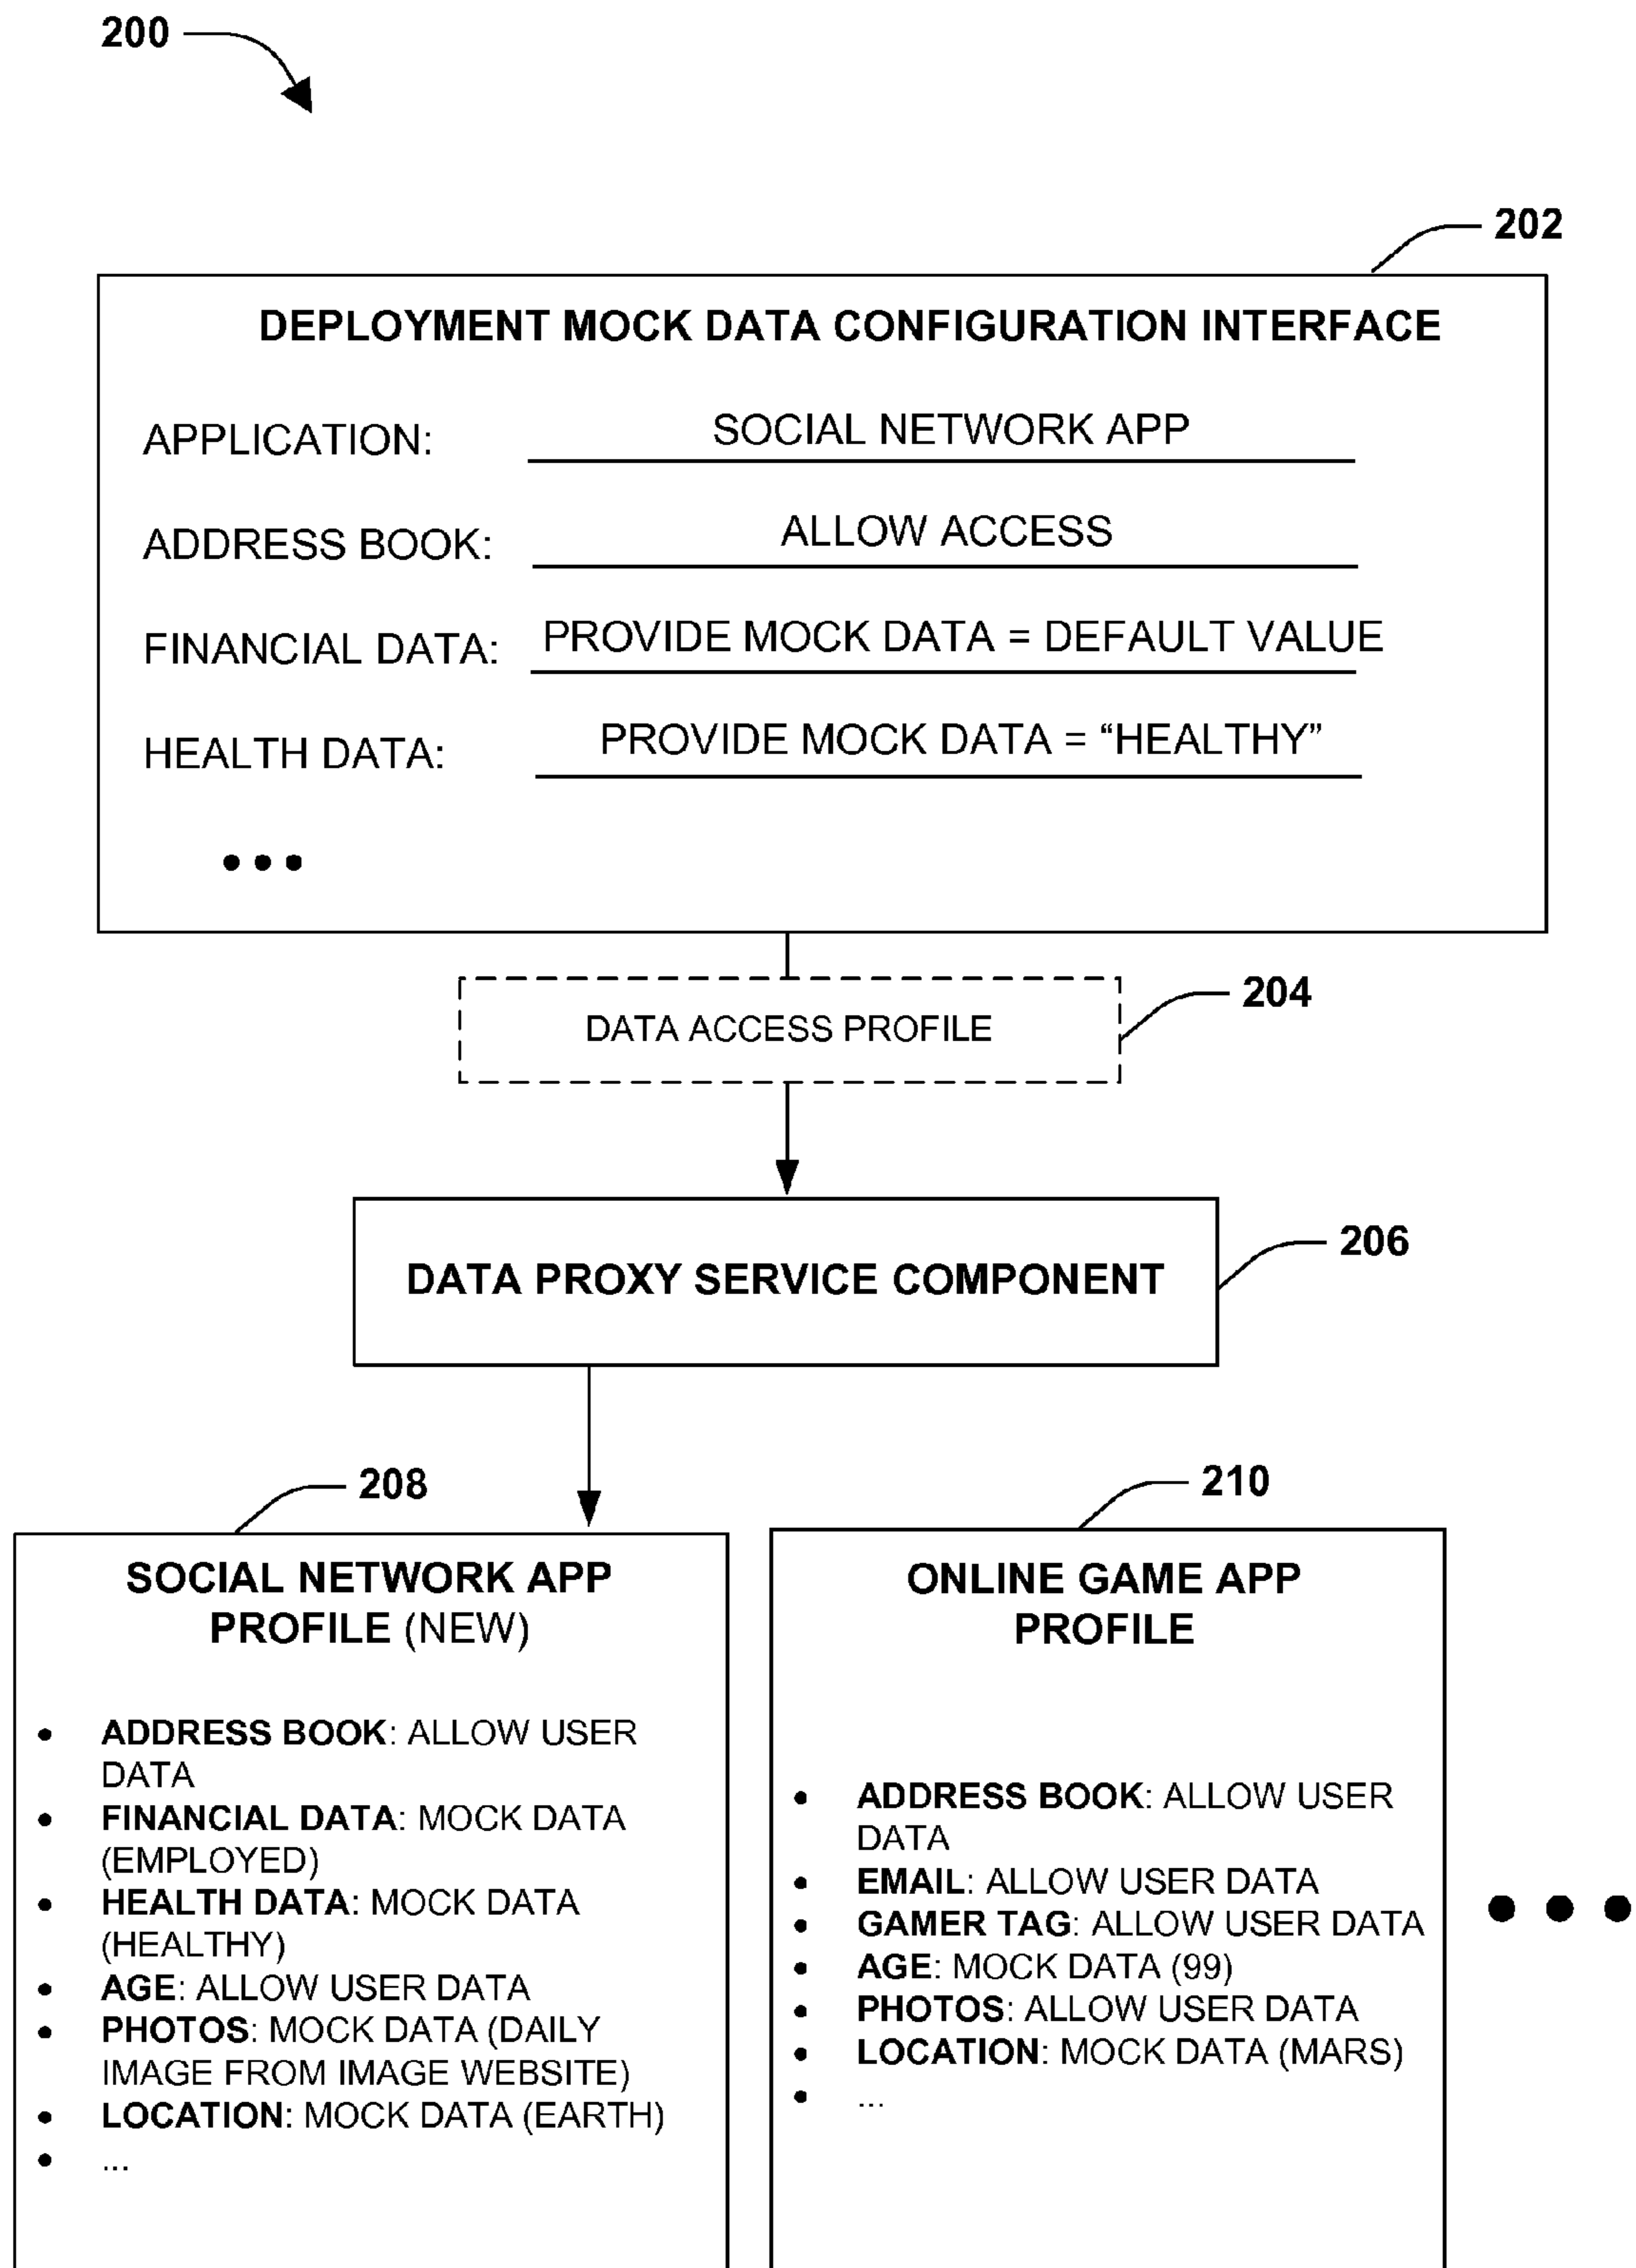 200
202
DEPLOYMENT MOCK DATA CONFIGURATION INTERFACE
APPLICATION: SOCIAL NETWORK APP
ADDRESS BOOK: ALLOW ACCESS
FINANCIAL DATA: PROVIDE MOCK DATA = DEFAULT VALUE
HEALTH DATA: PROVIDE MOCK DATA = “HEALTHY”
•••
204
DATA ACCESS PROFILE
206
DATA PROXY SERVICE COMPONENT
208
SOCIAL NETWORK APP
PROFILE (NEW)
• ADDRESS BOOK: ALLOW USER
DATA
• FINANCIAL DATA: MOCK DATA
(EMPLOYED)
• HEALTH DATA: MOCK DATA
(HEALTHY)
• AGE: ALLOW USER DATA
• PHOTOS: MOCK DATA (DAILY
IMAGE FROM IMAGE WEBSITE)
• LOCATION: MOCK DATA (EARTH)
• ...
210
ONLINE GAME APP
PROFILE
• ADDRESS BOOK: ALLOW USER
DATA
• EMAIL: ALLOW USER DATA
• GAMER TAG: ALLOW USER DATA
• AGE: MOCK DATA (99)
• PHOTOS: ALLOW USER DATA
• LOCATION: MOCK DATA (MARS)
• ...
•••